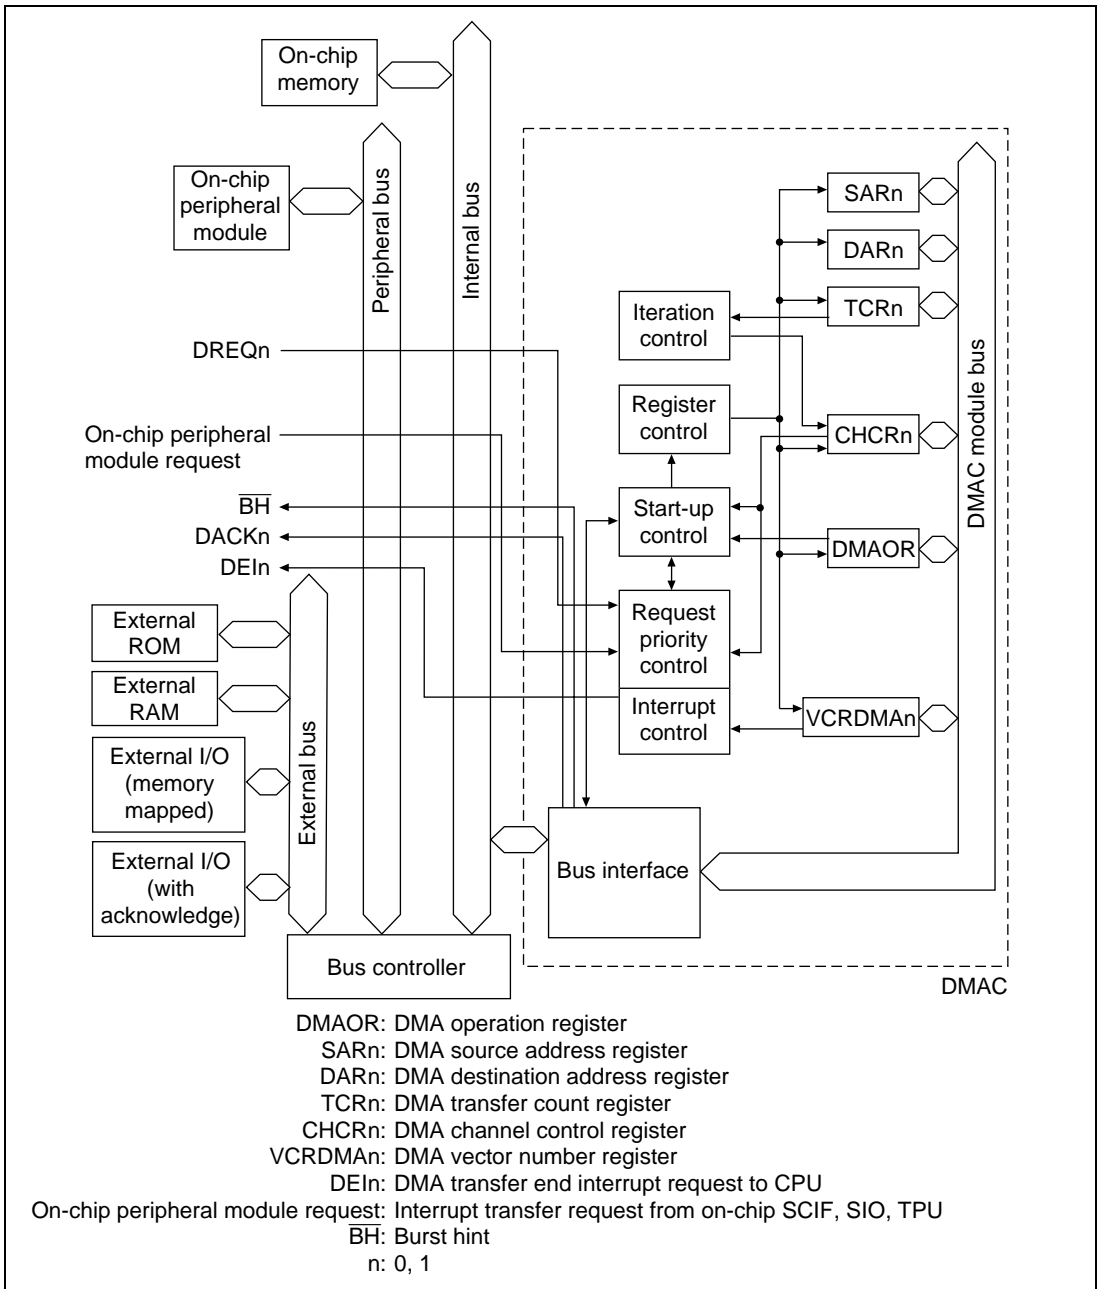 On-chip
memory
On-chip
peripheral
module
Peripheral bus
Internal bus
SARn
DARn
TCRn
Iteration
control
DREQn
Register
control
On-chip peripheral
module request
CHCRn
DMAC module bus
B̅H̅
Start-up
control
DACKn
DMAOR
DEIn
External
ROM
Request
priority
control
External
RAM
Interrupt
control
VCRDMAn
External I/O
(memory
mapped)
External bus
External I/O
(with
acknowledge)
Bus interface
Bus controller
DMAC
DMAOR: DMA operation register
SARn: DMA source address register
DARn: DMA destination address register
TCRn: DMA transfer count register
CHCRn: DMA channel control register
VCRDMAn: DMA vector number register
DEIn: DMA transfer end interrupt request to CPU
On-chip peripheral module request: Interrupt transfer request from on-chip SCIF, SIO, TPU
B̅H̅: Burst hint
n: 0, 1